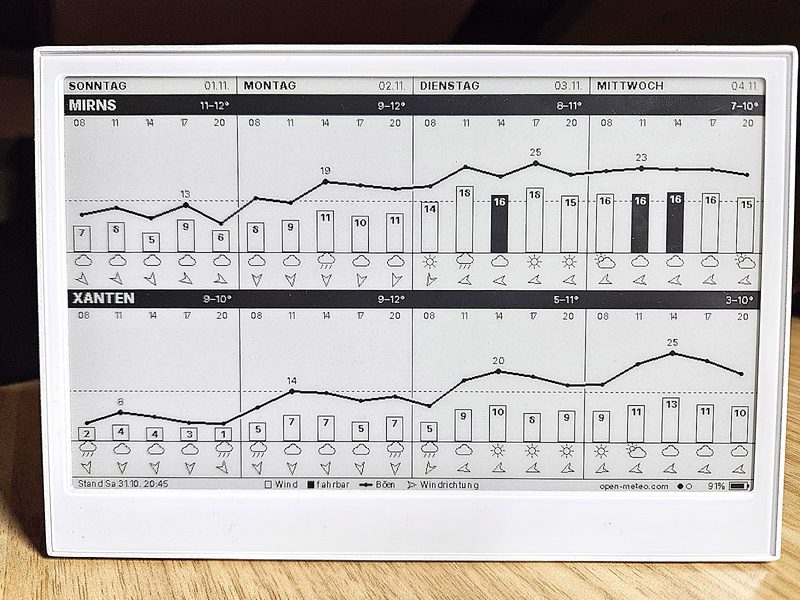 SONNTAG 01.11. MONTAG 02.11. DIENSTAG 03.11. MITTWOCH 04.11.
MIRNS 11–12° 9–12° 8–11° 7–10°
08 11 14 17 20 08 11 14 17 20 08 11 14 17 20 08 11 14 17 20
13 19 25 23
7 8 5 9 6 8 9 11 10 11 14 18 16 18 15 16 16 16 16 15
XANTEN 9–10° 9–12° 5–11° 3–10°
08 11 14 17 20 08 11 14 17 20 08 11 14 17 20 08 11 14 17 20
8 14 20 25
2 4 4 3 1 5 7 7 5 7 5 9 10 8 9 9 11 13 11 10
Stand Sa 31.10. 20:45 Wind fahrbar Böen Windrichtung open-meteo.com 91%